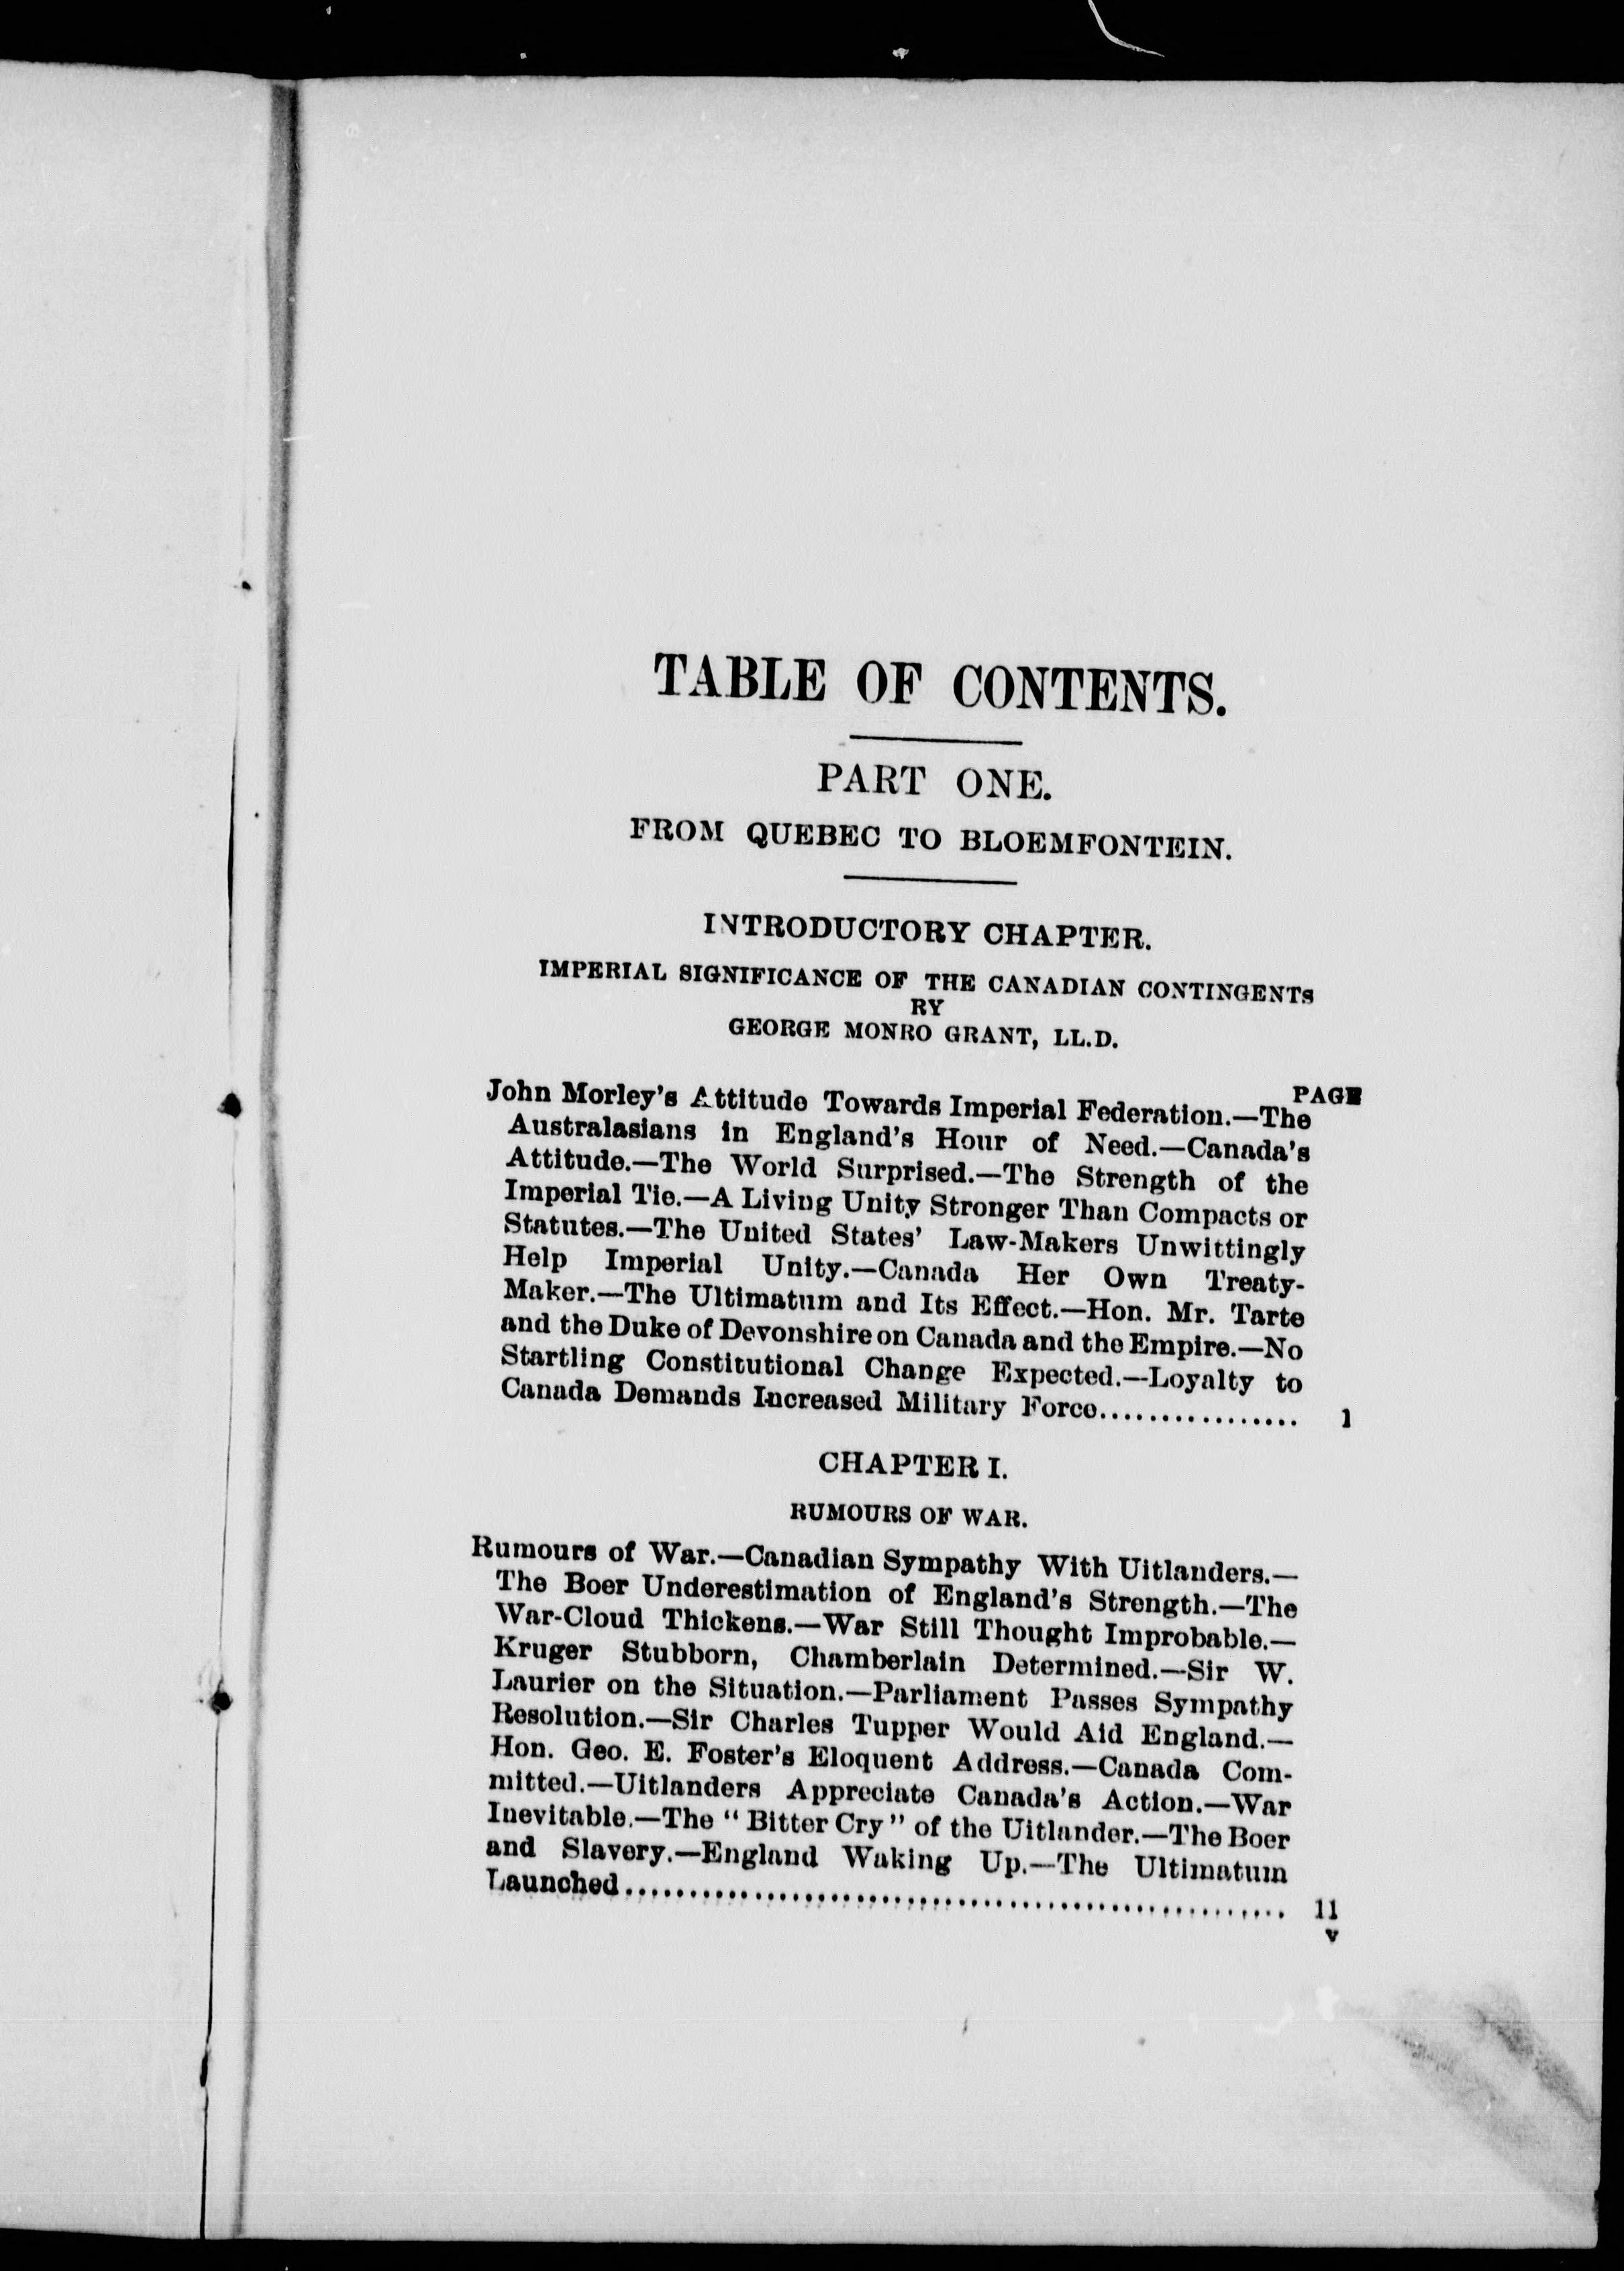 TABLE OF CONTENTS.
PART ONE.
FROM QUEBEC TO BLOEMFONTEIN.
INTRODUCTORY CHAPTER.
IMPERIAL SIGNIFICANCE OF THE CANADIAN CONTINGENTS
BY
GEORGE MONRO GRANT, LL.D.
PAGE
John Morley's Attitude Towards Imperial Federation.—The
Australasians in England's Hour of Need.—Canada's
Attitude.—The World Surprised.—The Strength of the
Imperial Tie.—A Living Unity Stronger Than Compacts or
Statutes.—The United States' Law-Makers Unwittingly
Help Imperial Unity.—Canada Her Own Treaty-
Maker.—The Ultimatum and Its Effect.—Hon. Mr. Tarte
and the Duke of Devonshire on Canada and the Empire.—No
Startling Constitutional Change Expected.—Loyalty to
Canada Demands Increased Military Force................ 1
CHAPTER I.
RUMOURS OF WAR.
Rumours of War.—Canadian Sympathy With Uitlanders.—
The Boer Underestimation of England's Strength.—The
War-Cloud Thickens.—War Still Thought Improbable.—
Kruger Stubborn, Chamberlain Determined.—Sir W.
Laurier on the Situation.—Parliament Passes Sympathy
Resolution.—Sir Charles Tupper Would Aid England.—
Hon. Geo. E. Foster's Eloquent Address.—Canada Com-
mitted.—Uitlanders Appreciate Canada's Action.—War
Inevitable.—The "Bitter Cry" of the Uitlander.—The Boer
and Slavery.—England Waking Up.—The Ultimatum
Launched.................................................... 11
v